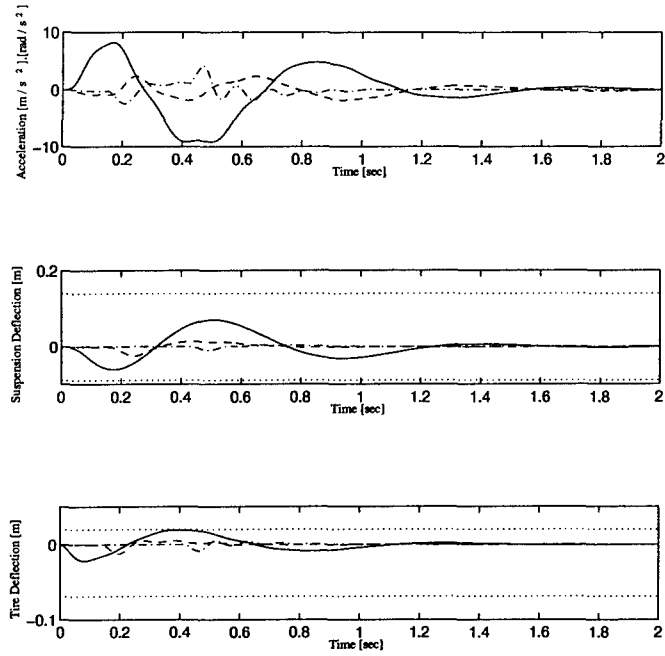 Acceleration [m / s ² ],[rad / s ² ]
10
0
−10
0 0.2 0.4 0.6 0.8 1 1.2 1.4 1.6 1.8 2
Time [sec]
Suspension Deflection [m]
0.2
0
0 0.2 0.4 0.6 0.8 1 1.2 1.4 1.6 1.8 2
Time [sec]
Tire Deflection [m]
0
−0.1
0 0.2 0.4 0.6 0.8 1 1.2 1.4 1.6 1.8 2
Time [sec]